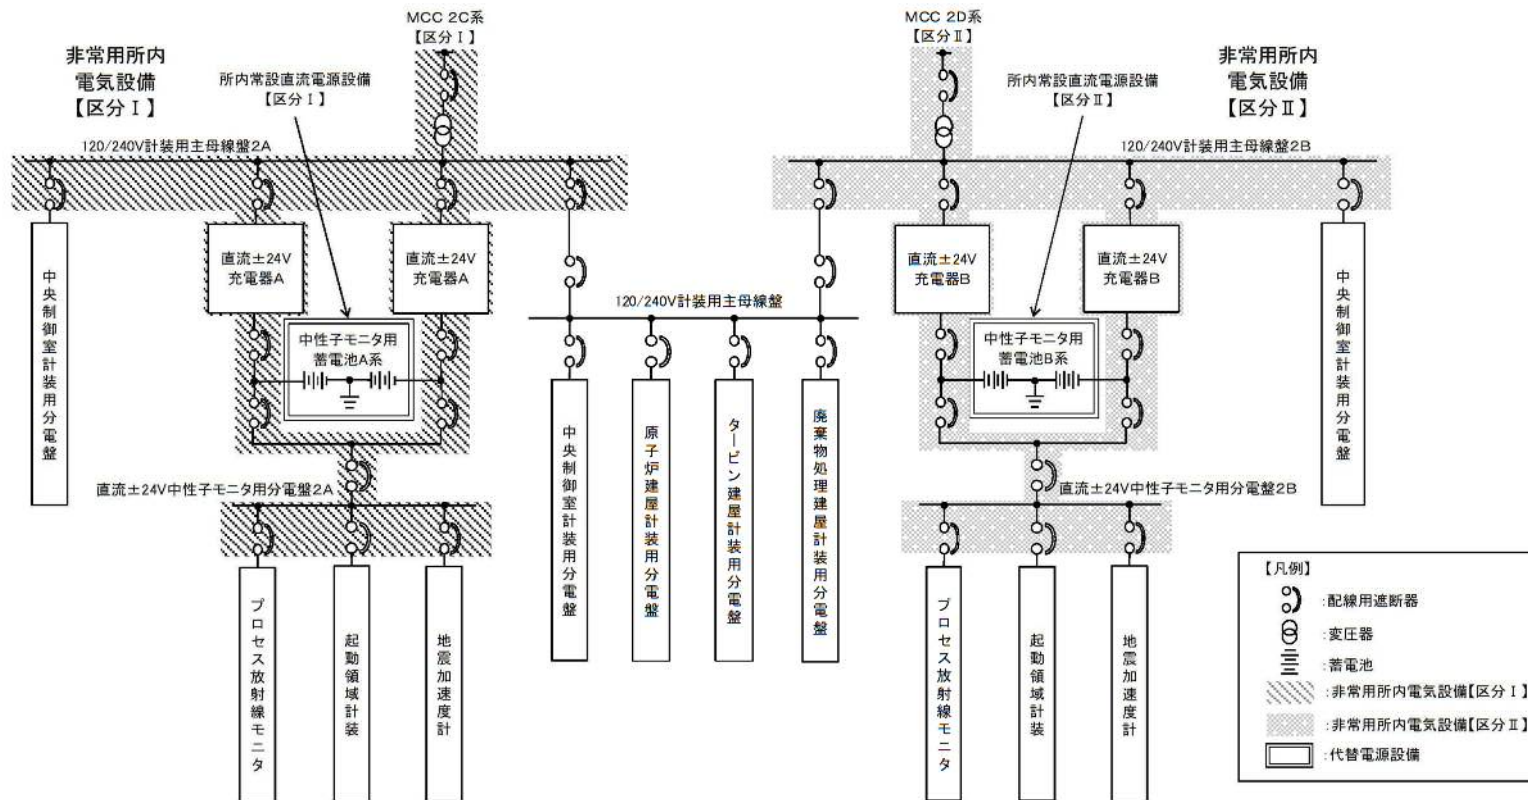 MCC 2C系
【区分Ⅰ】
非常用所内
電気設備
【区分Ⅰ】
所内常設直流電源設備
【区分Ⅰ】
120/240V計装用主母線盤2A
MCC 2D系
【区分Ⅱ】
所内常設直流電源設備
【区分Ⅱ】
非常用所内
電気設備
【区分Ⅱ】
120/240V計装用主母線盤2B
中央制御室計装用分電盤
直流±24V
充電器A
直流±24V
充電器A
中性子モニタ用
蓄電池A系
120/240V計装用主母線盤
直流±24V
充電器B
直流±24V
充電器B
中性子モニタ用
蓄電池B系
中央制御室計装用分電盤
中央制御室計装用分電盤
原子炉建屋計装用分電盤
タービン建屋計装用分電盤
廃棄物処理建屋計装用分電盤
直流±24V中性子モニタ用分電盤2A
プロセス放射線モニタ
起動領域計装
地震加速度計
直流±24V中性子モニタ用分電盤2B
プロセス放射線モニタ
起動領域計装
地震加速度計
【凡例】
:配線用遮断器
:変圧器
:蓄電池
:非常用所内電気設備【区分Ⅰ】
:非常用所内電気設備【区分Ⅱ】
:代替電源設備